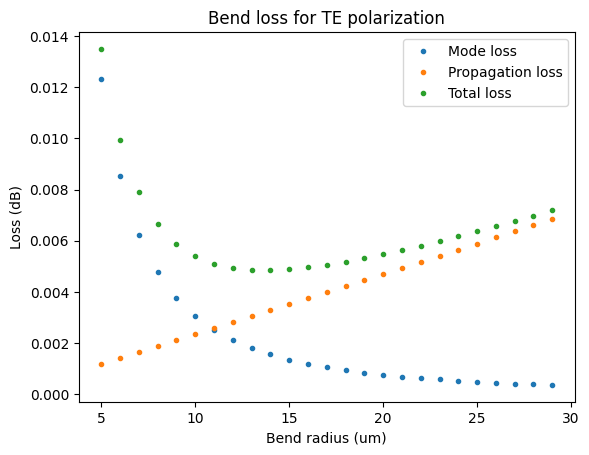 Bend loss for TE polarization
0.014
0.012
0.010
0.008
0.006
0.004
0.002
0.000
Loss (dB)
Mode loss
Propagation loss
Total loss
5
10
15
20
25
30
Bend radius (um)